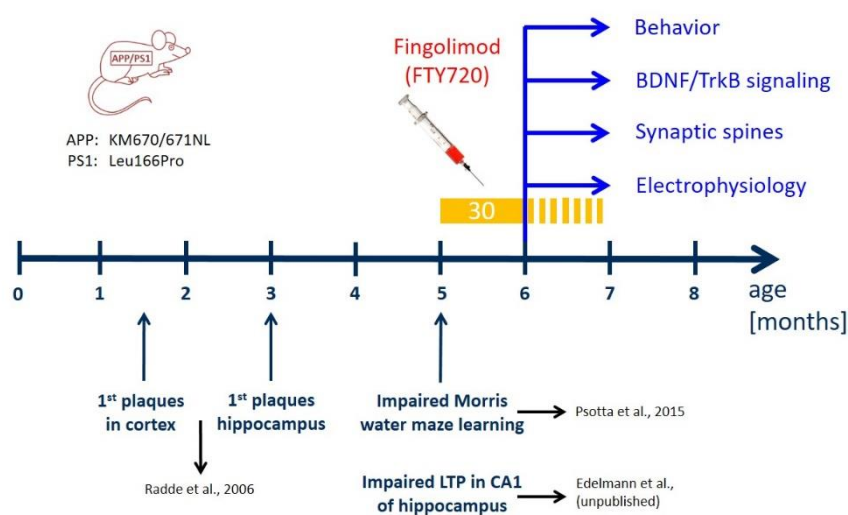 APP/PS1
APP: KM670/671NL
PS1: Leu166Pro
Fingolimod
(FTY720)
Behavior
BDNF/TrkB signaling
Synaptic spines
Electrophysiology
30
0 1 2 3 4 5 6 7 8 age
[months]
1st plaques
in cortex
1st plaques
hippocampus
Impaired Morris
water maze learning
Psotta et al., 2015
Radde et al., 2006
Impaired LTP in CA1
of hippocampus
Edelmann et al.,
(unpublished)